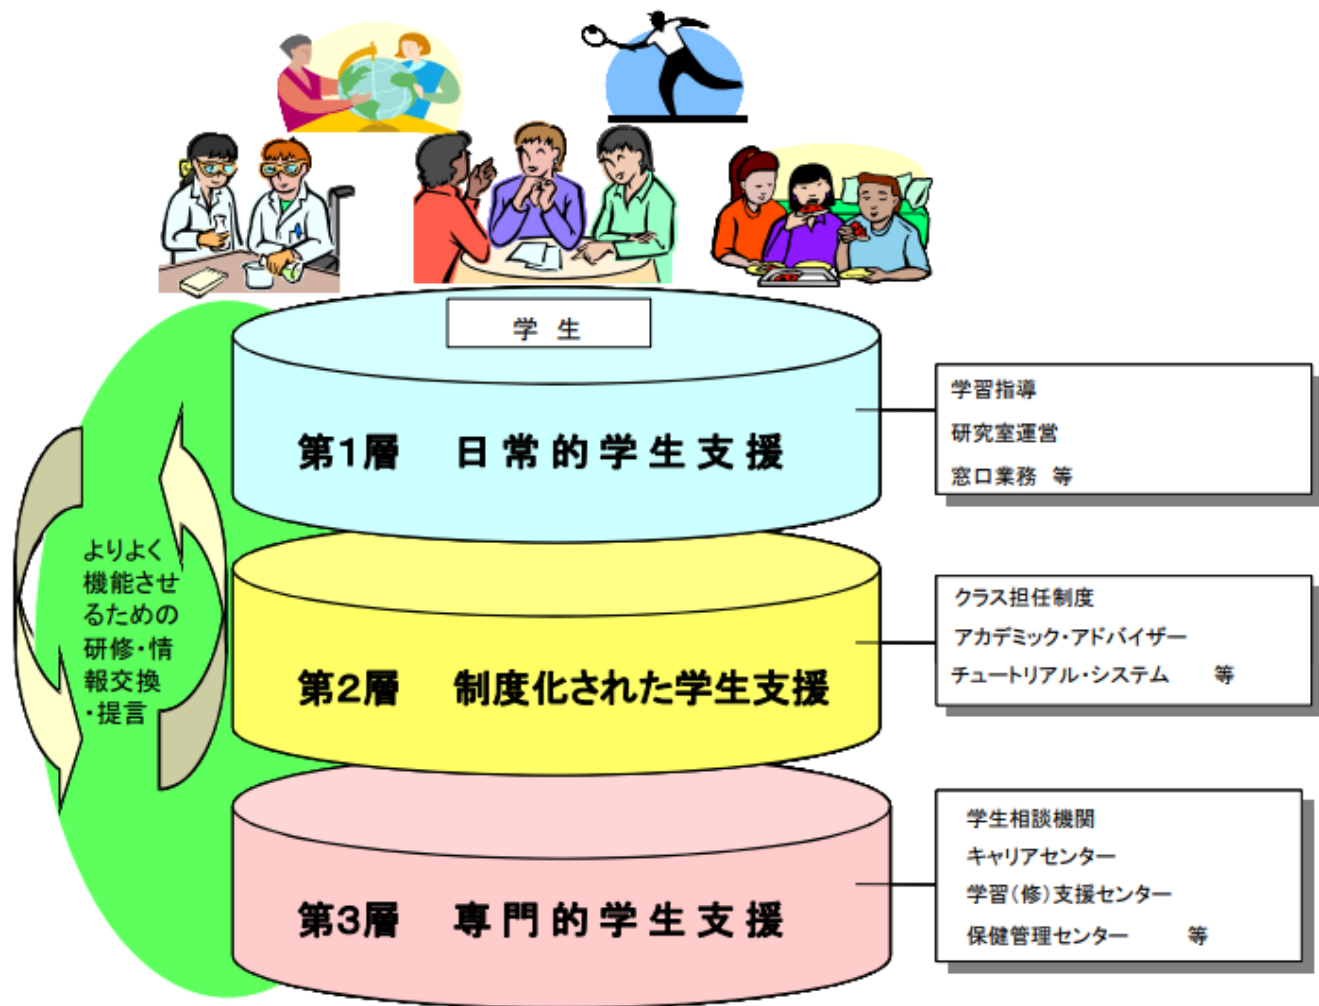 学 生
第1層 日常的学生支援
学習指導
研究室運営
窓口業務 等
よりよく
機能させ
るための
研修・情
報交換
・提言
第2層 制度化された学生支援
クラス担任制度
アカデミック・アドバイザー
チュートリアル・システム 等
第3層 専門的学生支援
学生相談機関
キャリアセンター
学習(修)支援センター
保健管理センター 等